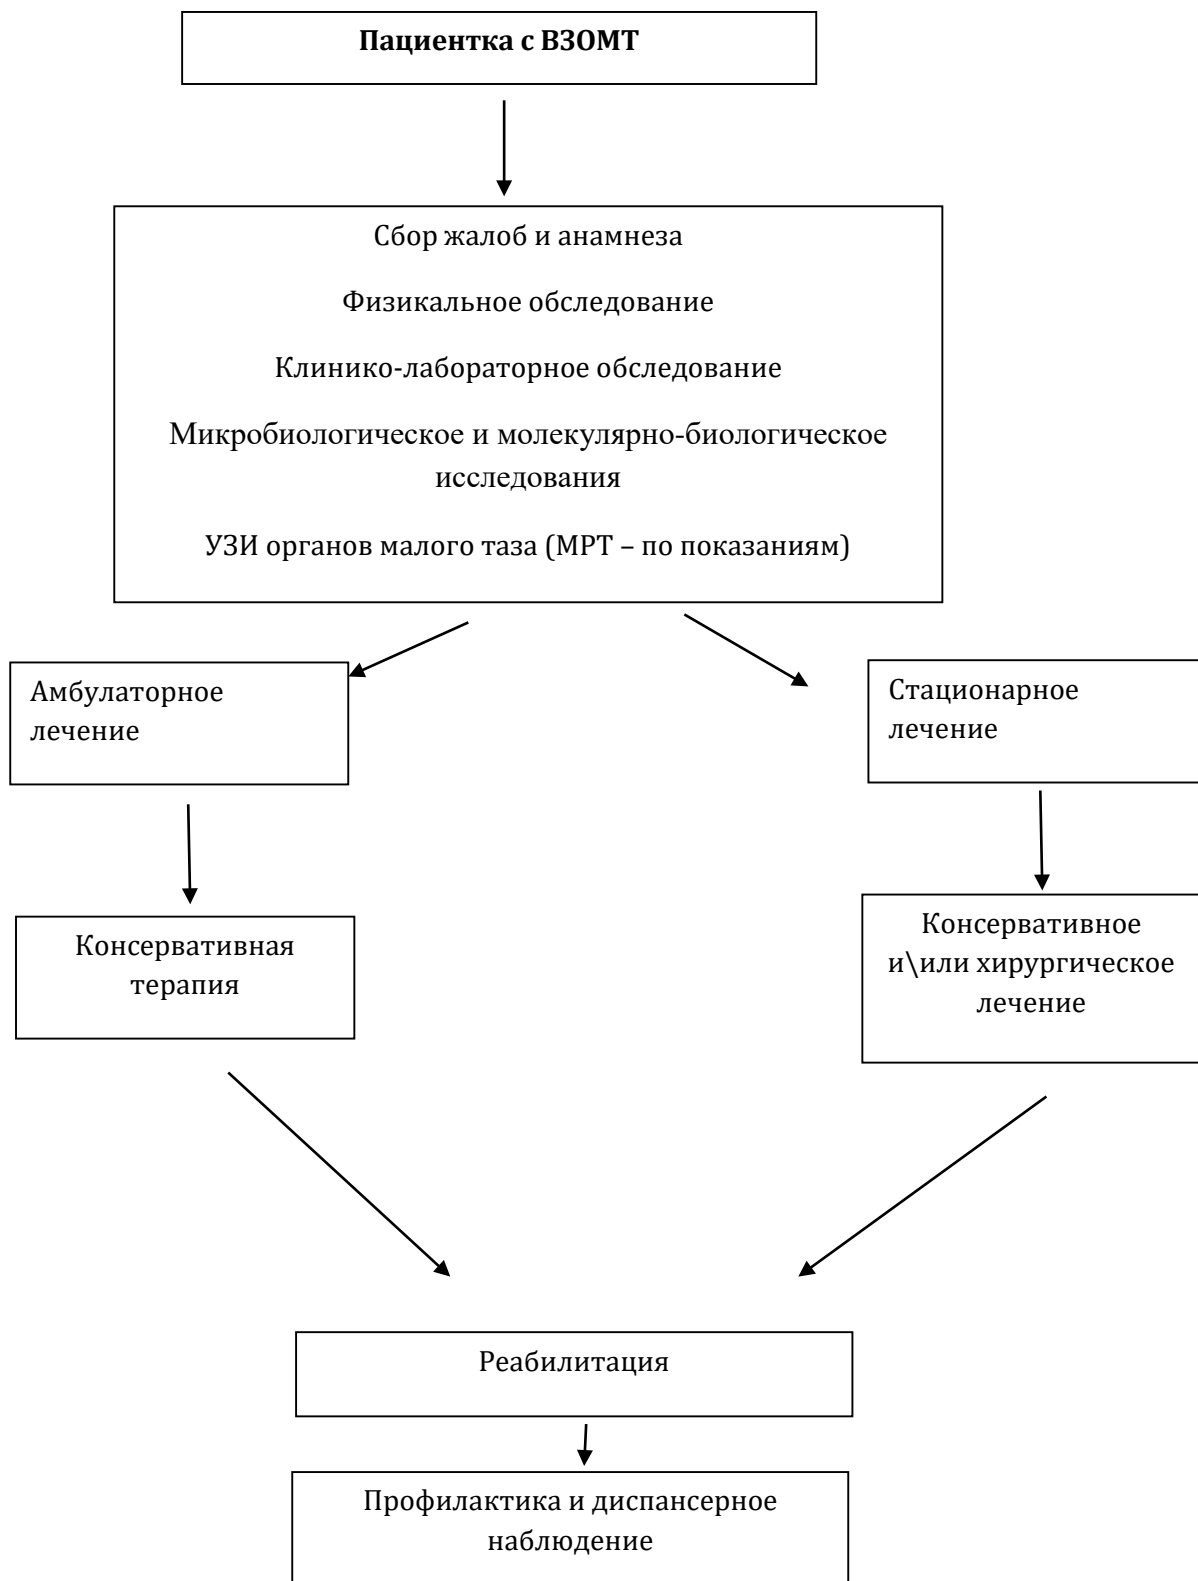 Пациентка с ВЗОМТ
Сбор жалоб и анамнеза
Физикальное обследование
Клинико-лабораторное обследование
Микробиологическое и молекулярно-биологическое
исследования
УЗИ органов малого таза (МРТ – по показаниям)
Амбулаторное
лечение
Стационарное
лечение
Консервативная
терапия
Консервативное
и\или хирургическое
лечение
Реабилитация
Профилактика и диспансерное
наблюдение